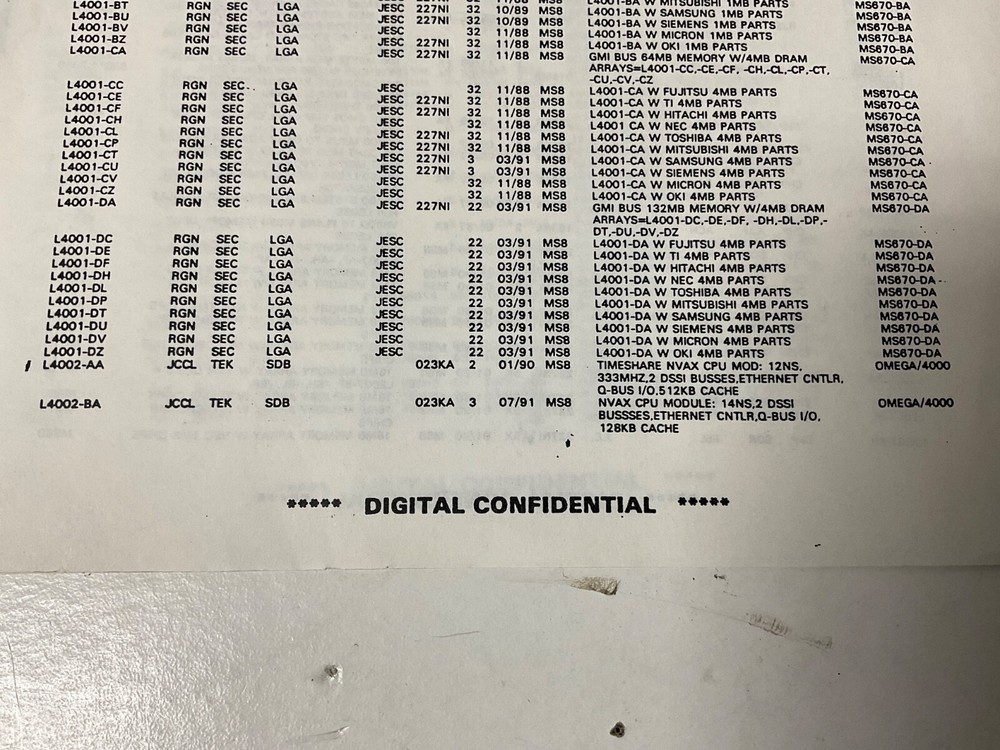 L4001-BT RGN SEC LGA JESC 227NI 32 10/89 MS8 L4001-BA W SAMSUNG 1MB PARTS MS670-BA
L4001-BU RGN SEC LGA JESC 227NI 32 10/89 MS8 L4001-BA W SIEMENS 1MB PARTS MS670-BA
L4001-BV RGN SEC LGA JESC 32 11/88 MS8 L4001-BA W MICRON 1MB PARTS MS670-BA
L4001-BZ RGN SEC LGA JESC 32 11/88 MS8 L4001-BA W OKI 1MB PARTS MS670-BA
L4001-CA RGN SEC LGA JESC 227NI 32 11/88 MS8 GMI BUS 64MB MEMORY W/4MB DRAM MS670-CA
ARRAYS=L4001-CC,-CE,-CF, -CH,-CL,-CP,-CT,
-CU,-CV,-CZ
L4001-CC RGN SEC LGA JESC 32 11/88 MS8 L4001-CA W FUJITSU 4MB PARTS MS670-CA
L4001-CE RGN SEC LGA JESC 227NI 32 11/88 MS8 L4001-CA W TI 4MB PARTS MS670-CA
L4001-CF RGN SEC LGA JESC 227NI 32 11/88 MS8 L4001-CA W HITACHI 4MB PARTS MS670-CA
L4001-CH RGN SEC LGA JESC 32 11/88 MS8 L4001 CA W NEC 4MB PARTS MS670-CA
L4001-CL RGN SEC LGA JESC 227NI 32 11/88 MS8 L4001-CA W TOSHIBA 4MB PARTS MS670-CA
L4001-CP RGN SEC LGA JESC 227NI 32 11/88 MS8 L4001-CA W MITSUBISHI 4MB PARTS MS670-CA
L4001-CT RGN SEC LGA JESC 227NI 3 03/91 MS8 L4001-CA W SAMSUNG 4MB PARTS MS670-CA
L4001-CU RGN SEC LGA JESC 227NI 3 03/91 MS8 L4001-CA W SIEMENS 4MB PARTS MS670-CA
L4001-CV RGN SEC LGA JESC 32 11/88 MS8 L4001-CA W MICRON 4MB PARTS MS670-CA
L4001-CZ RGN SEC LGA JESC 32 11/88 MS8 L4001-CA W OKI 4MB PARTS MS670-CA
L4001-DA RGN SEC LGA JESC 227NI 22 03/91 MS8 GMI BUS 132MB MEMORY W/4MB DRAM MS670-DA
ARRAYS=L4001-DC,-DE,-DF, -DH,-DL,-DP,-
DT,-DU,-DV,-DZ
L4001-DC RGN SEC LGA JESC 22 03/91 MS8 L4001-DA W FUJITSU 4MB PARTS MS670-DA
L4001-DE RGN SEC LGA JESC 22 03/91 MS8 L4001-DA W TI 4MB PARTS MS670-DA
L4001-DF RGN SEC LGA JESC 22 03/91 MS8 L4001-DA W HITACHI 4MB PARTS MS670-DA
L4001-DH RGN SEC LGA JESC 22 03/91 MS8 L4001-DA W NEC 4MB PARTS MS670-DA
L4001-DL RGN SEC LGA JESC 22 03/91 MS8 L4001-DA W TOSHIBA 4MB PARTS MS670-DA
L4001-DP RGN SEC LGA JESC 22 03/91 MS8 L4001-DA W MITSUBISHI 4MB PARTS MS670-DA
L4001-DT RGN SEC LGA JESC 22 03/91 MS8 L4001-DA W SAMSUNG 4MB PARTS MS670-DA
L4001-DU RGN SEC LGA JESC 22 03/91 MS8 L4001-DA W SIEMENS 4MB PARTS MS670-DA
L4001-DV RGN SEC LGA JESC 22 03/91 MS8 L4001-DA W MICRON 4MB PARTS MS670-DA
L4001-DZ RGN SEC LGA JESC 22 03/91 MS8 L4001-DA W OKI 4MB PARTS MS670-DA
L4002-AA JCCL TEK SDB 023KA 2 01/90 MS8 TIMESHARE NVAX CPU MOD: 12NS, OMEGA/4000
333MHZ,2 DSSI BUSSES,ETHERNET CNTLR,
Q-BUS I/O,512KB CACHE
L4002-BA JCCL TEK SDB 023KA 3 07/91 MS8 NVAX CPU MODULE: 14NS,2 DSSI OMEGA/4000
BUSSSES,ETHERNET CNTLR,Q-BUS I/O,
128KB CACHE
***** DIGITAL CONFIDENTIAL *****